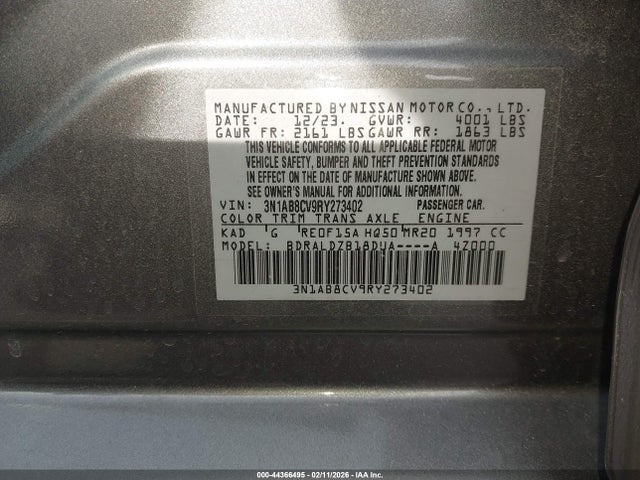 MANUFACTURED BY NISSAN MOTOR CO., LTD.
DATE: 12/23. GVWR: 4001 LBS
GAWR FR: 2161 LBS GAWR RR: 1863 LBS
THIS VEHICLE CONFORMS TO ALL APPLICABLE FEDERAL MOTOR
VEHICLE SAFETY, BUMPER AND THEFT PREVENTION STANDARDS
IN EFFECT ON THE DATE OF MANUFACTURE SHOWN ABOVE.
SEE OWNER'S MANUAL FOR ADDITIONAL INFORMATION.
VIN: 3N1AB8CV9RY273402 PASSENGER CAR.
COLOR TRIM TRANS AXLE ENGINE
KAD G RE0F15A HQ50 MR20 1997 CC
MODEL: BDRALDZB18DUA----A 4Z000
3N1AB8CV9RY273402
000-44366495 - 02/11/2026 - IAA Inc.